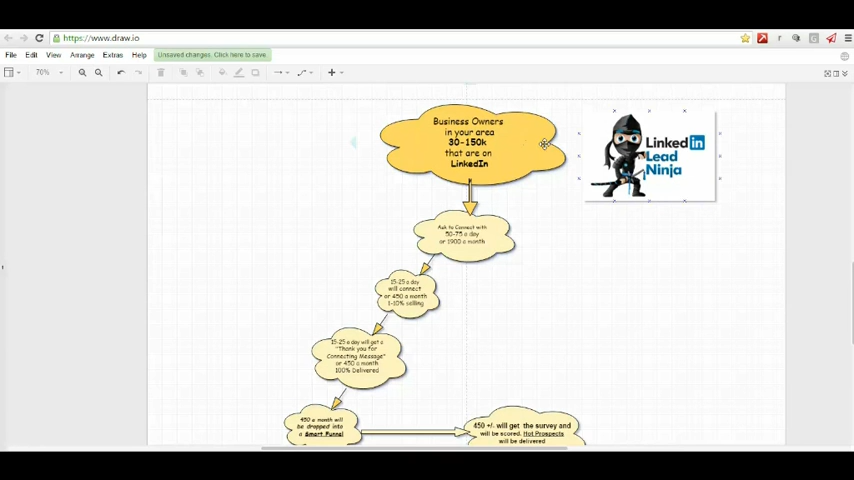 https://www.draw.io
File Edit View Arrange Extras Help
Unsaved changes. Click here to save.
70%
Business Owners
in your area
30-150k
that are on
LinkedIn
Linked in
Lead
Ninja
Ask to Connect with
50-75 a day
or 1900 a month
15-25 a day
will connect
or 450 a month
1-10% selling
15-25 a day will get a
"Thank you for
Connecting Message"
or 450 a month
100% Delivered
450 a month will
be dropped into
a Smart Funnel
450 +/- will get the survey and
will be scored. Hot Prospects
will be delivered